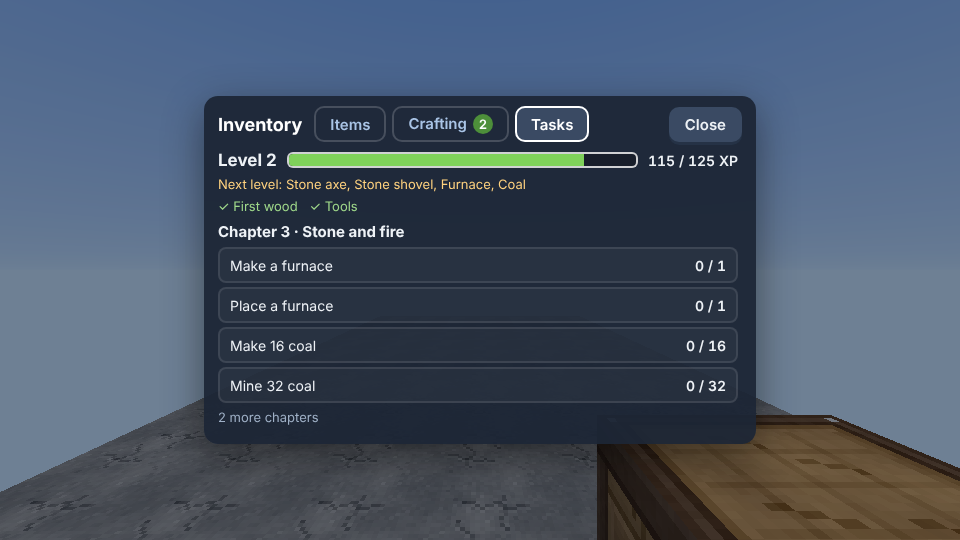 Inventory Items Crafting 2 Tasks Close
Level 2 115 / 125 XP
Next level: Stone axe, Stone shovel, Furnace, Coal
✓ First wood ✓ Tools
Chapter 3 · Stone and fire
Make a furnace 0 / 1
Place a furnace 0 / 1
Make 16 coal 0 / 16
Mine 32 coal 0 / 32
2 more chapters